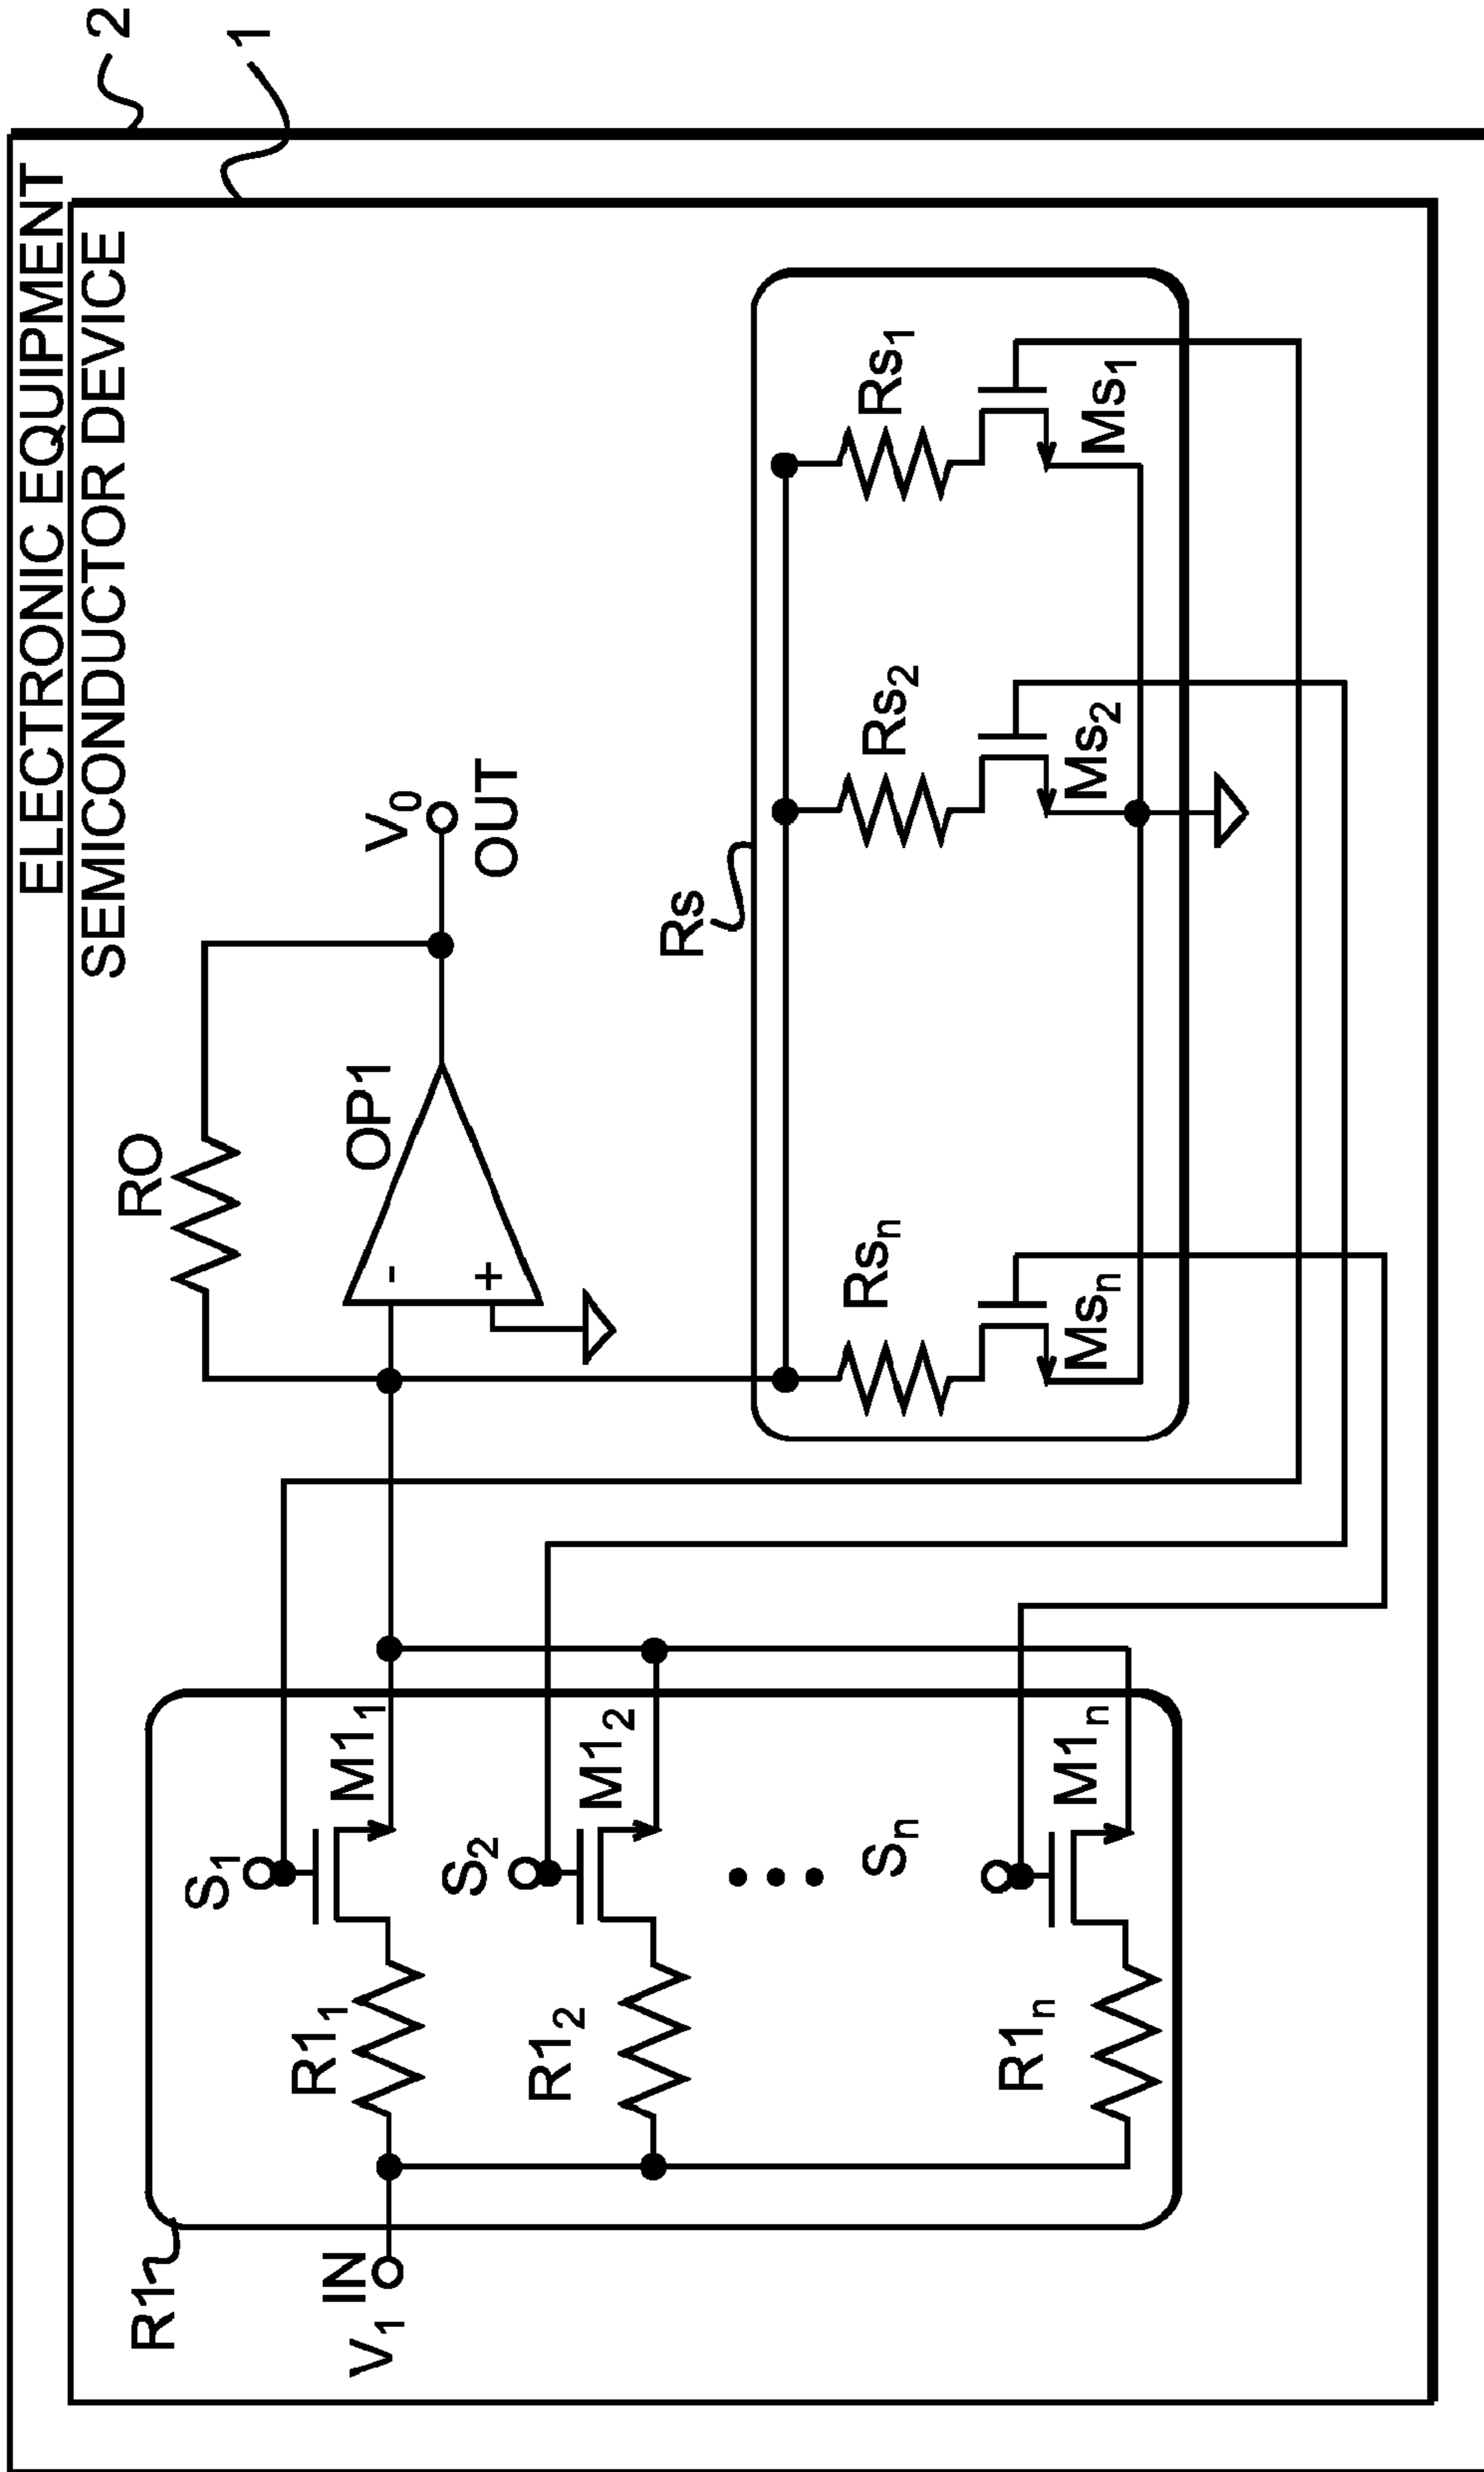 ELECTRONIC EQUIPMENT
2
SEMICONDUCTOR DEVICE
1
R1
RO
S₁
R1₁
M1₁
OP1
-
+
V₁
IN
V₀
OUT
S₂
R1₂
M1₂
Rs
...
Sₙ
R1ₙ
M1ₙ
Rsₙ
Rs₂
Rs₁
Msₙ
Ms₂
Ms₁